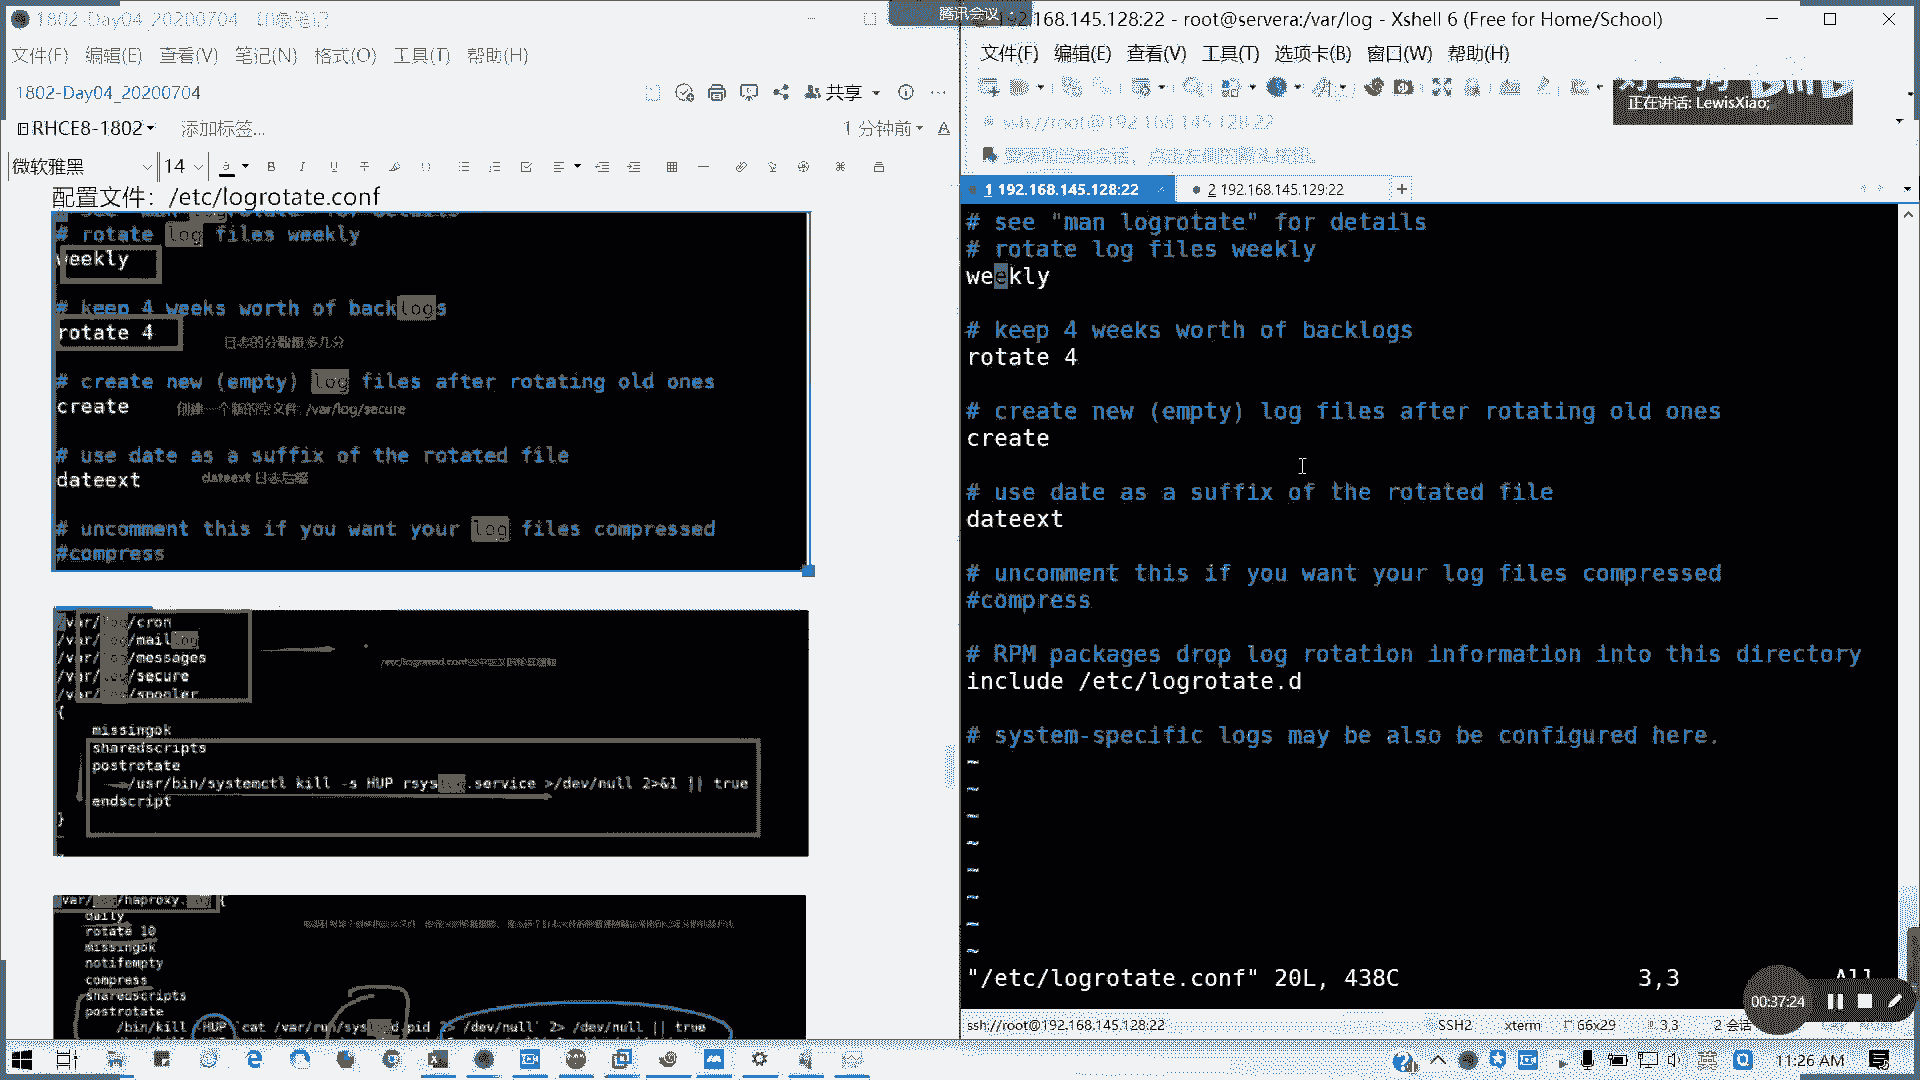 1802-Day04_20200704 - 印象笔记
文件(F) 编辑(E) 查看(V) 笔记(N) 格式(O) 工具(T) 帮助(H)
1802-Day04_20200704
共享
RHCE8-1802
添加标签...
1 分钟前
微软雅黑
14
配置文件：/etc/logrotate.conf
# see "man logrotate" for details
# rotate log files weekly
weekly
# keep 4 weeks worth of backlogs
rotate 4
# create new (empty) log files after rotating old ones
create
创建一个新的空文件 /var/log/secure
# use date as a suffix of the rotated file
dateext
dateext 日志后缀
# uncomment this if you want your log files compressed
#compress
/var/log/cron
/var/log/maillog
/var/log/messages
/var/log/secure
/var/log/spooler
{
missingok
sharedscripts
postrotate
/usr/bin/systemctl kill -s HUP rsyslog.service >/dev/null 2>&1 || true
endscript
}
/var/log/haproxy.log {
daily
rotate 10
missingok
notifempty
compress
sharedscripts
postrotate
/bin/kill -HUP `cat /var/run/syslogd.pid 2> /dev/null` 2> /dev/null || true
腾讯会议
192.168.145.128:22 - root@servera:/var/log - Xshell 6 (Free for Home/School)
文件(F) 编辑(E) 查看(V) 工具(T) 选项卡(B) 窗口(W) 帮助(H)
正在讲话: LewisXiao;
ssh://root@192.168.145.128:22
1 192.168.145.128:22
2 192.168.145.129:22
# see "man logrotate" for details
# rotate log files weekly
weekly
# keep 4 weeks worth of backlogs
rotate 4
# create new (empty) log files after rotating old ones
create
# use date as a suffix of the rotated file
dateext
# uncomment this if you want your log files compressed
#compress
# RPM packages drop log rotation information into this directory
include /etc/logrotate.d
# system-specific logs may be also be configured here.
~
~
~
~
~
~
~
~
"/etc/logrotate.conf" 20L, 438C 3,3 All
00:37:24
ssh://root@192.168.145.128:22 SSH2 xterm 66x29 3,3 2 会话
11:26 AM